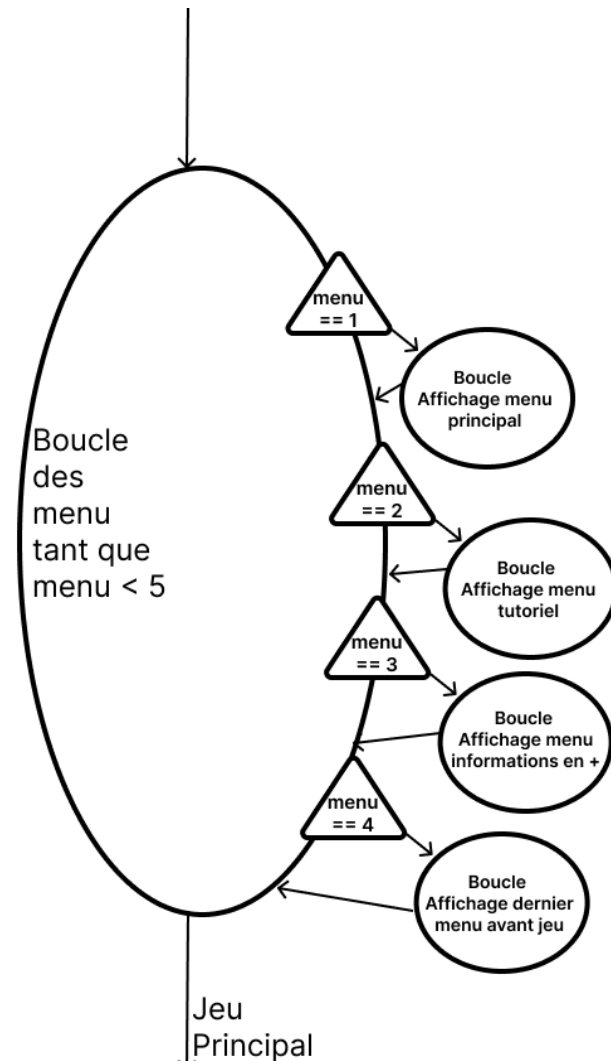 menu
== 1
Boucle
Affichage menu
principal
Boucle
des
menu
tant que
menu < 5
menu
== 2
Boucle
Affichage menu
tutoriel
menu
== 3
Boucle
Affichage menu
informations en +
menu
== 4
Boucle
Affichage dernier
menu avant jeu
Jeu
Principal